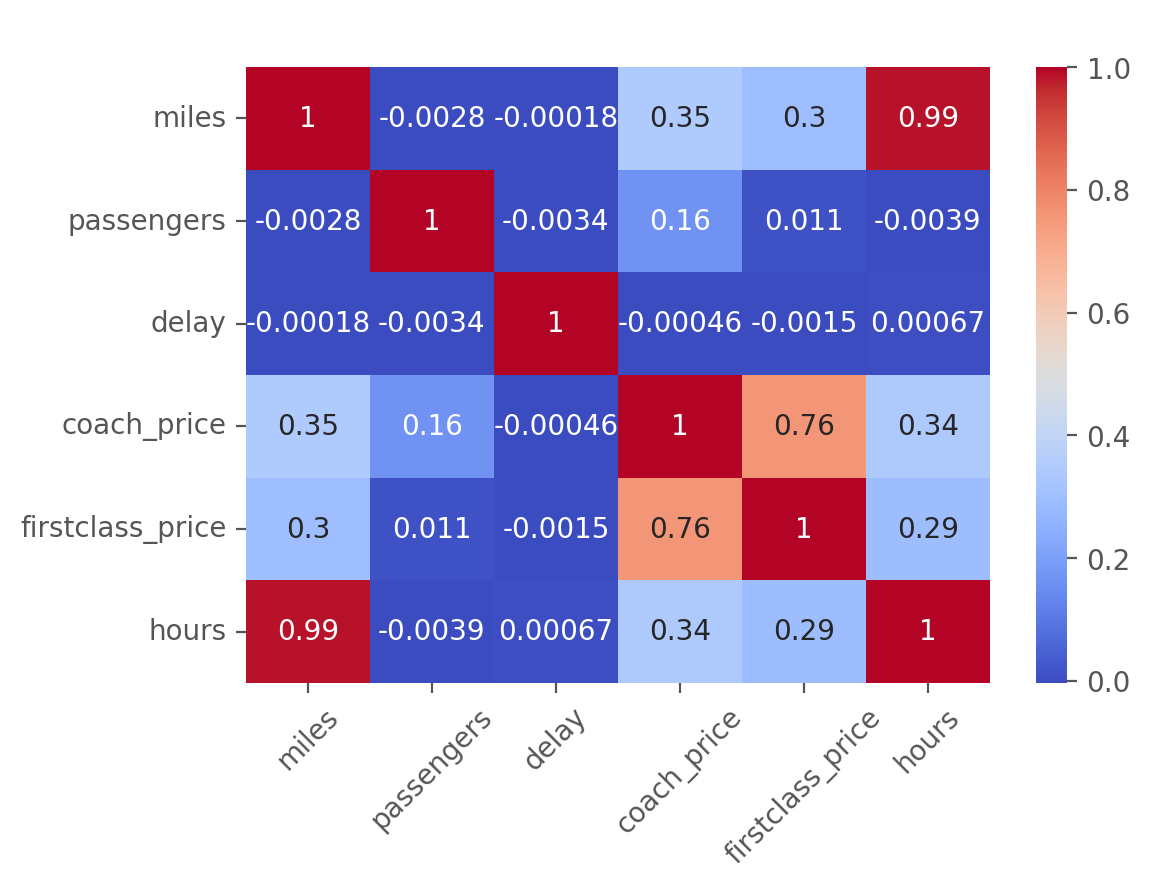 miles 1 -0.0028 -0.00018 0.35 0.3 0.99
passengers -0.0028 1 -0.0034 0.16 0.011 -0.0039
delay -0.00018 -0.0034 1 -0.00046 -0.0015 0.00067
coach_price 0.35 0.16 -0.00046 1 0.76 0.34
firstclass_price 0.3 0.011 -0.0015 0.76 1 0.29
hours 0.99 -0.0039 0.00067 0.34 0.29 1
miles passengers delay coach_price firstclass_price hours
1.0
0.8
0.6
0.4
0.2
0.0